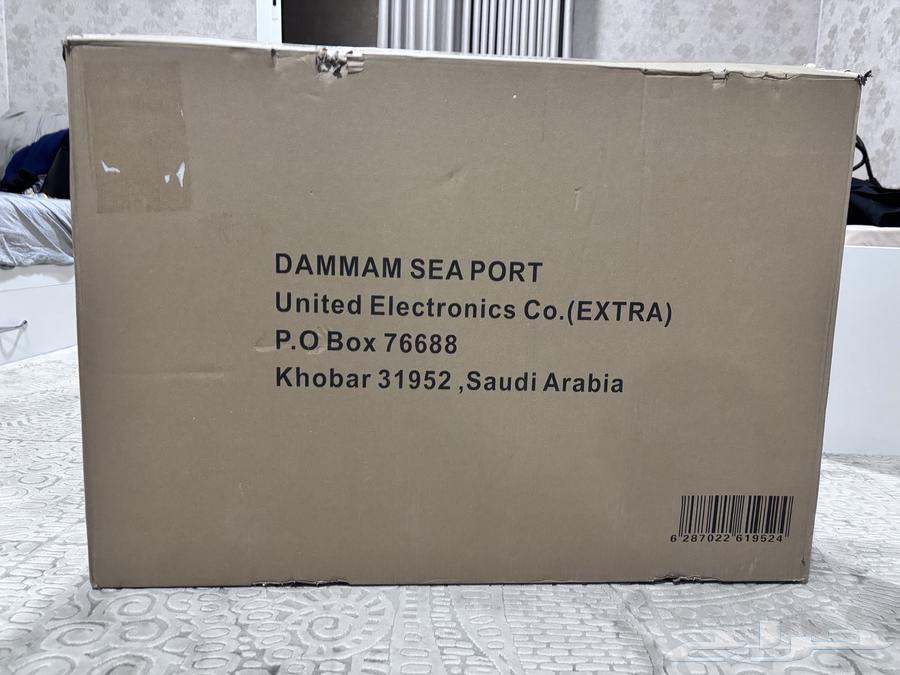 DAMMAM SEA PORT
United Electronics Co.(EXTRA)
P.O Box 76688
Khobar 31952 ,Saudi Arabia
6 287022 619524
حراج